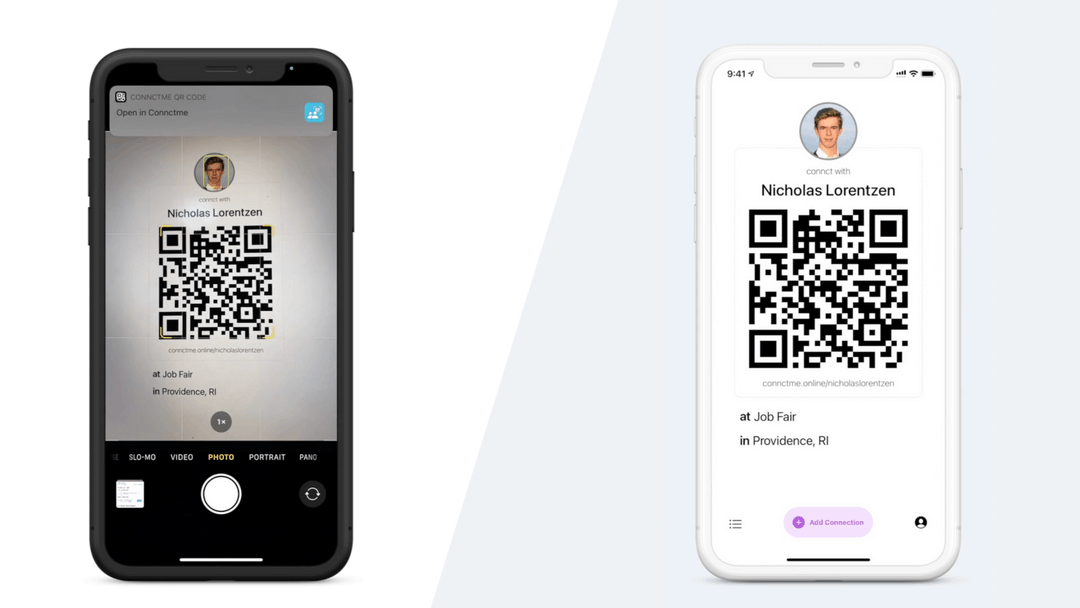 CONNCTME QR CODE
Open in Connctme
connct with
Nicholas Lorentzen
connctme.online/nicholaslorentzen
at Job Fair
in Providence, RI
1×
SLO-MO VIDEO PHOTO PORTRAIT PANO
9:41
connct with
Nicholas Lorentzen
connctme.online/nicholaslorentzen
at Job Fair
in Providence, RI
Add Connection